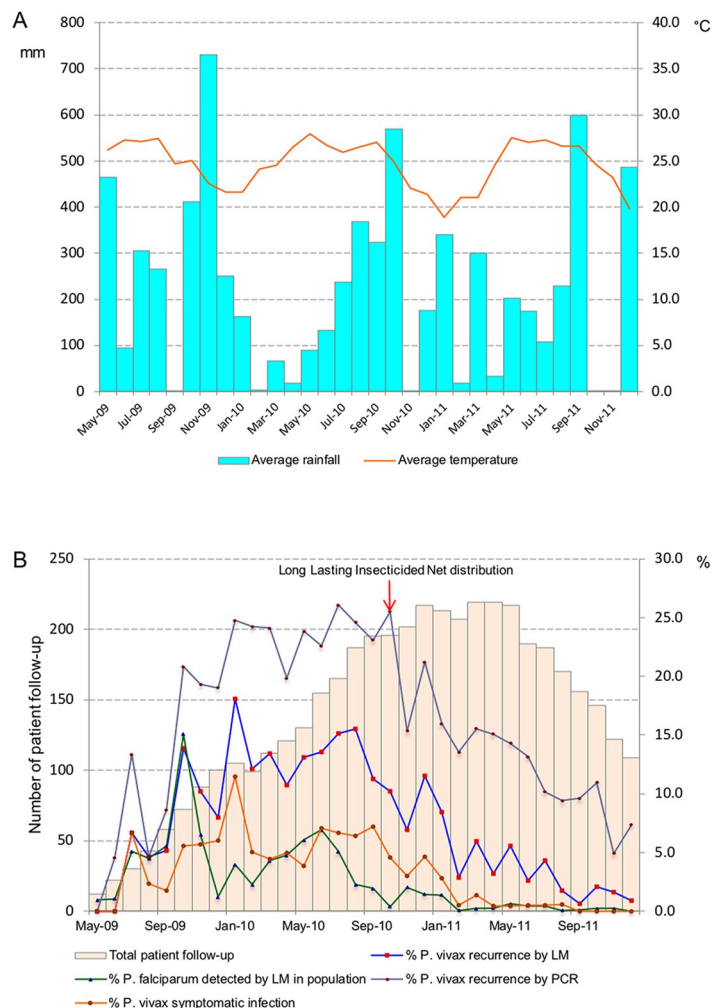 A
mm
°C
800
700
600
500
400
300
200
100
0
40.0
35.0
30.0
25.0
20.0
15.0
10.0
5.0
0.0
May-09
Jul-09
Sep-09
Nov-09
Jan-10
Mar-10
May-10
Jul-10
Sep-10
Nov-10
Jan-11
Mar-11
May-11
Jul-11
Sep-11
Nov-11
Average rainfall
Average temperature
B
%
Long Lasting Insecticided Net distribution
Number of patient follow-up
250
200
150
100
50
0
30.0
25.0
20.0
15.0
10.0
5.0
0.0
May-09
Sep-09
Jan-10
May-10
Sep-10
Jan-11
May-11
Sep-11
Total patient follow-up
% P. vivax recurrence by LM
% P. falciparum detected by LM in population
% P. vivax recurrence by PCR
% P. vivax symptomatic infection